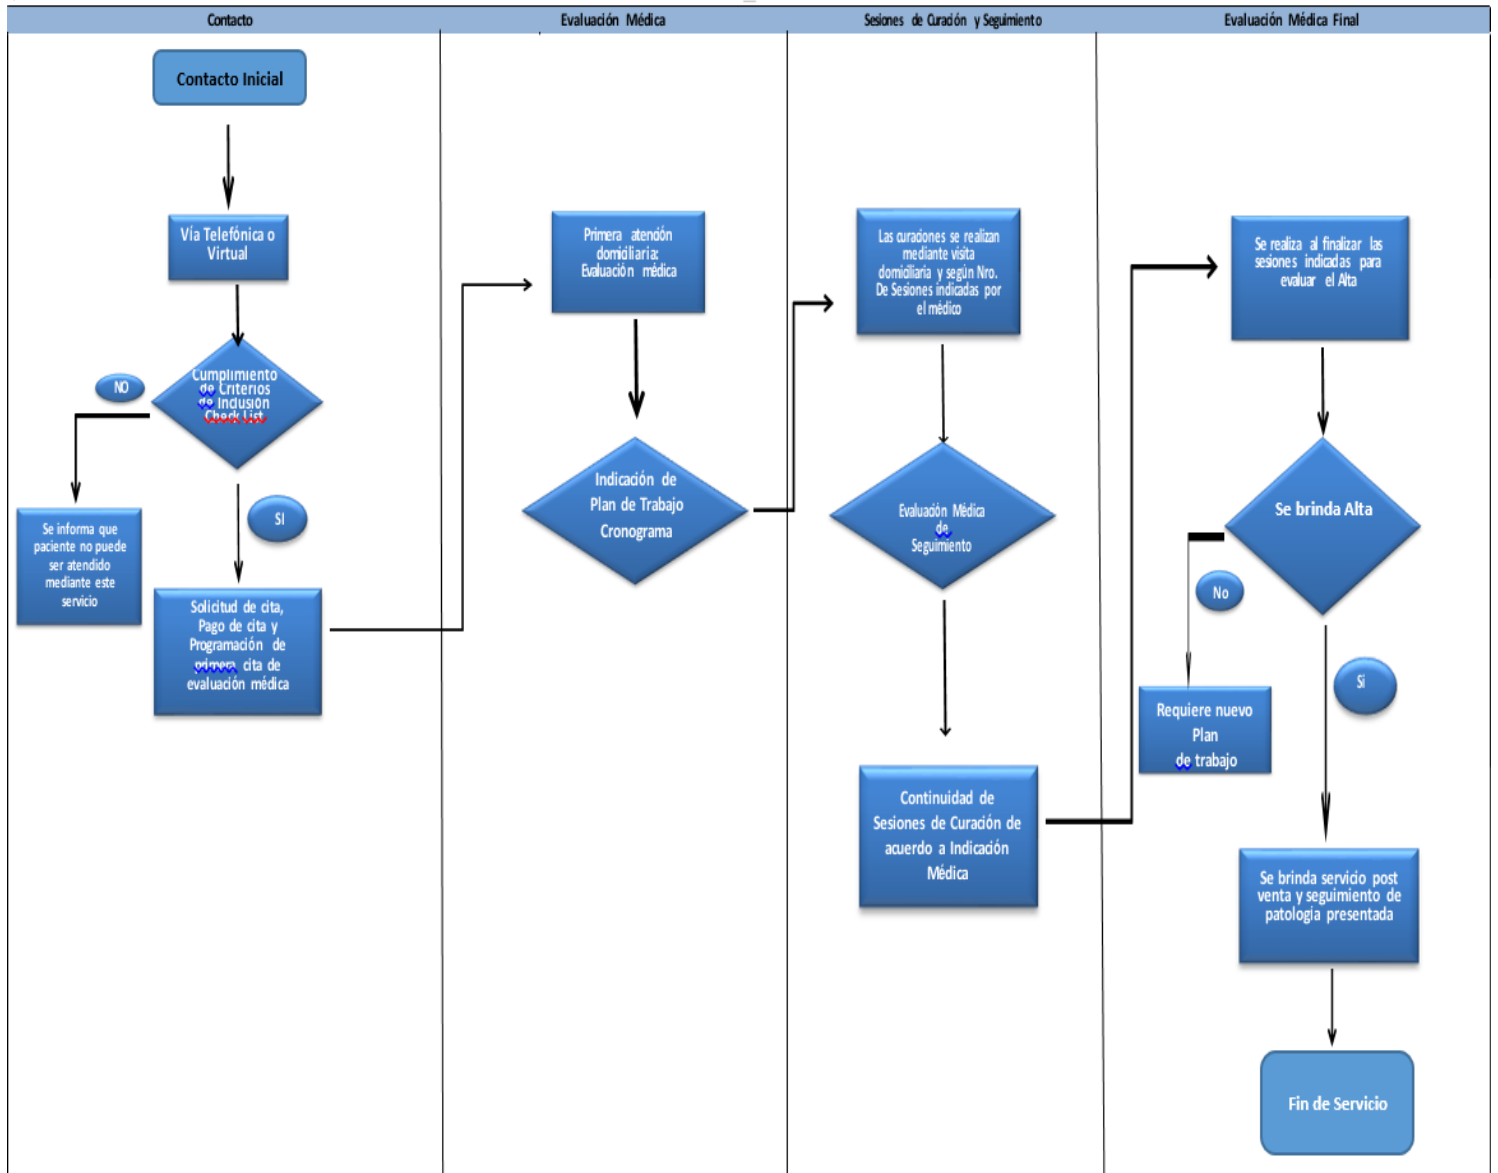 Contacto
Evaluación Médica
Sesiones de Curación y Seguimiento
Evaluación Médica Final
Contacto Inicial
Vía Telefónica o
Virtual
Cumplimiento
de Criterios
de Inclusión
Check List
NO
SI
Se informa que
paciente no puede
ser atendido
mediante este
servicio
Solicitud de cita,
Pago de cita y
Programación de
primera cita de
evaluación médica
Primera atención
domiciliaria:
Evaluación médica
Indicación de
Plan de Trabajo
Cronograma
Las curaciones se realizan
mediante visita
domiciliaria y según Nro.
De Sesiones indicadas por
el médico
Evaluación Médica
de
Seguimiento
Continuidad de
Sesiones de Curación de
acuerdo a Indicación
Médica
Se realiza al finalizar las
sesiones indicadas para
evaluar el Alta
Se brinda Alta
No
Si
Requiere nuevo
Plan
de trabajo
Se brinda servicio post
venta y seguimiento de
patología presentada
Fin de Servicio